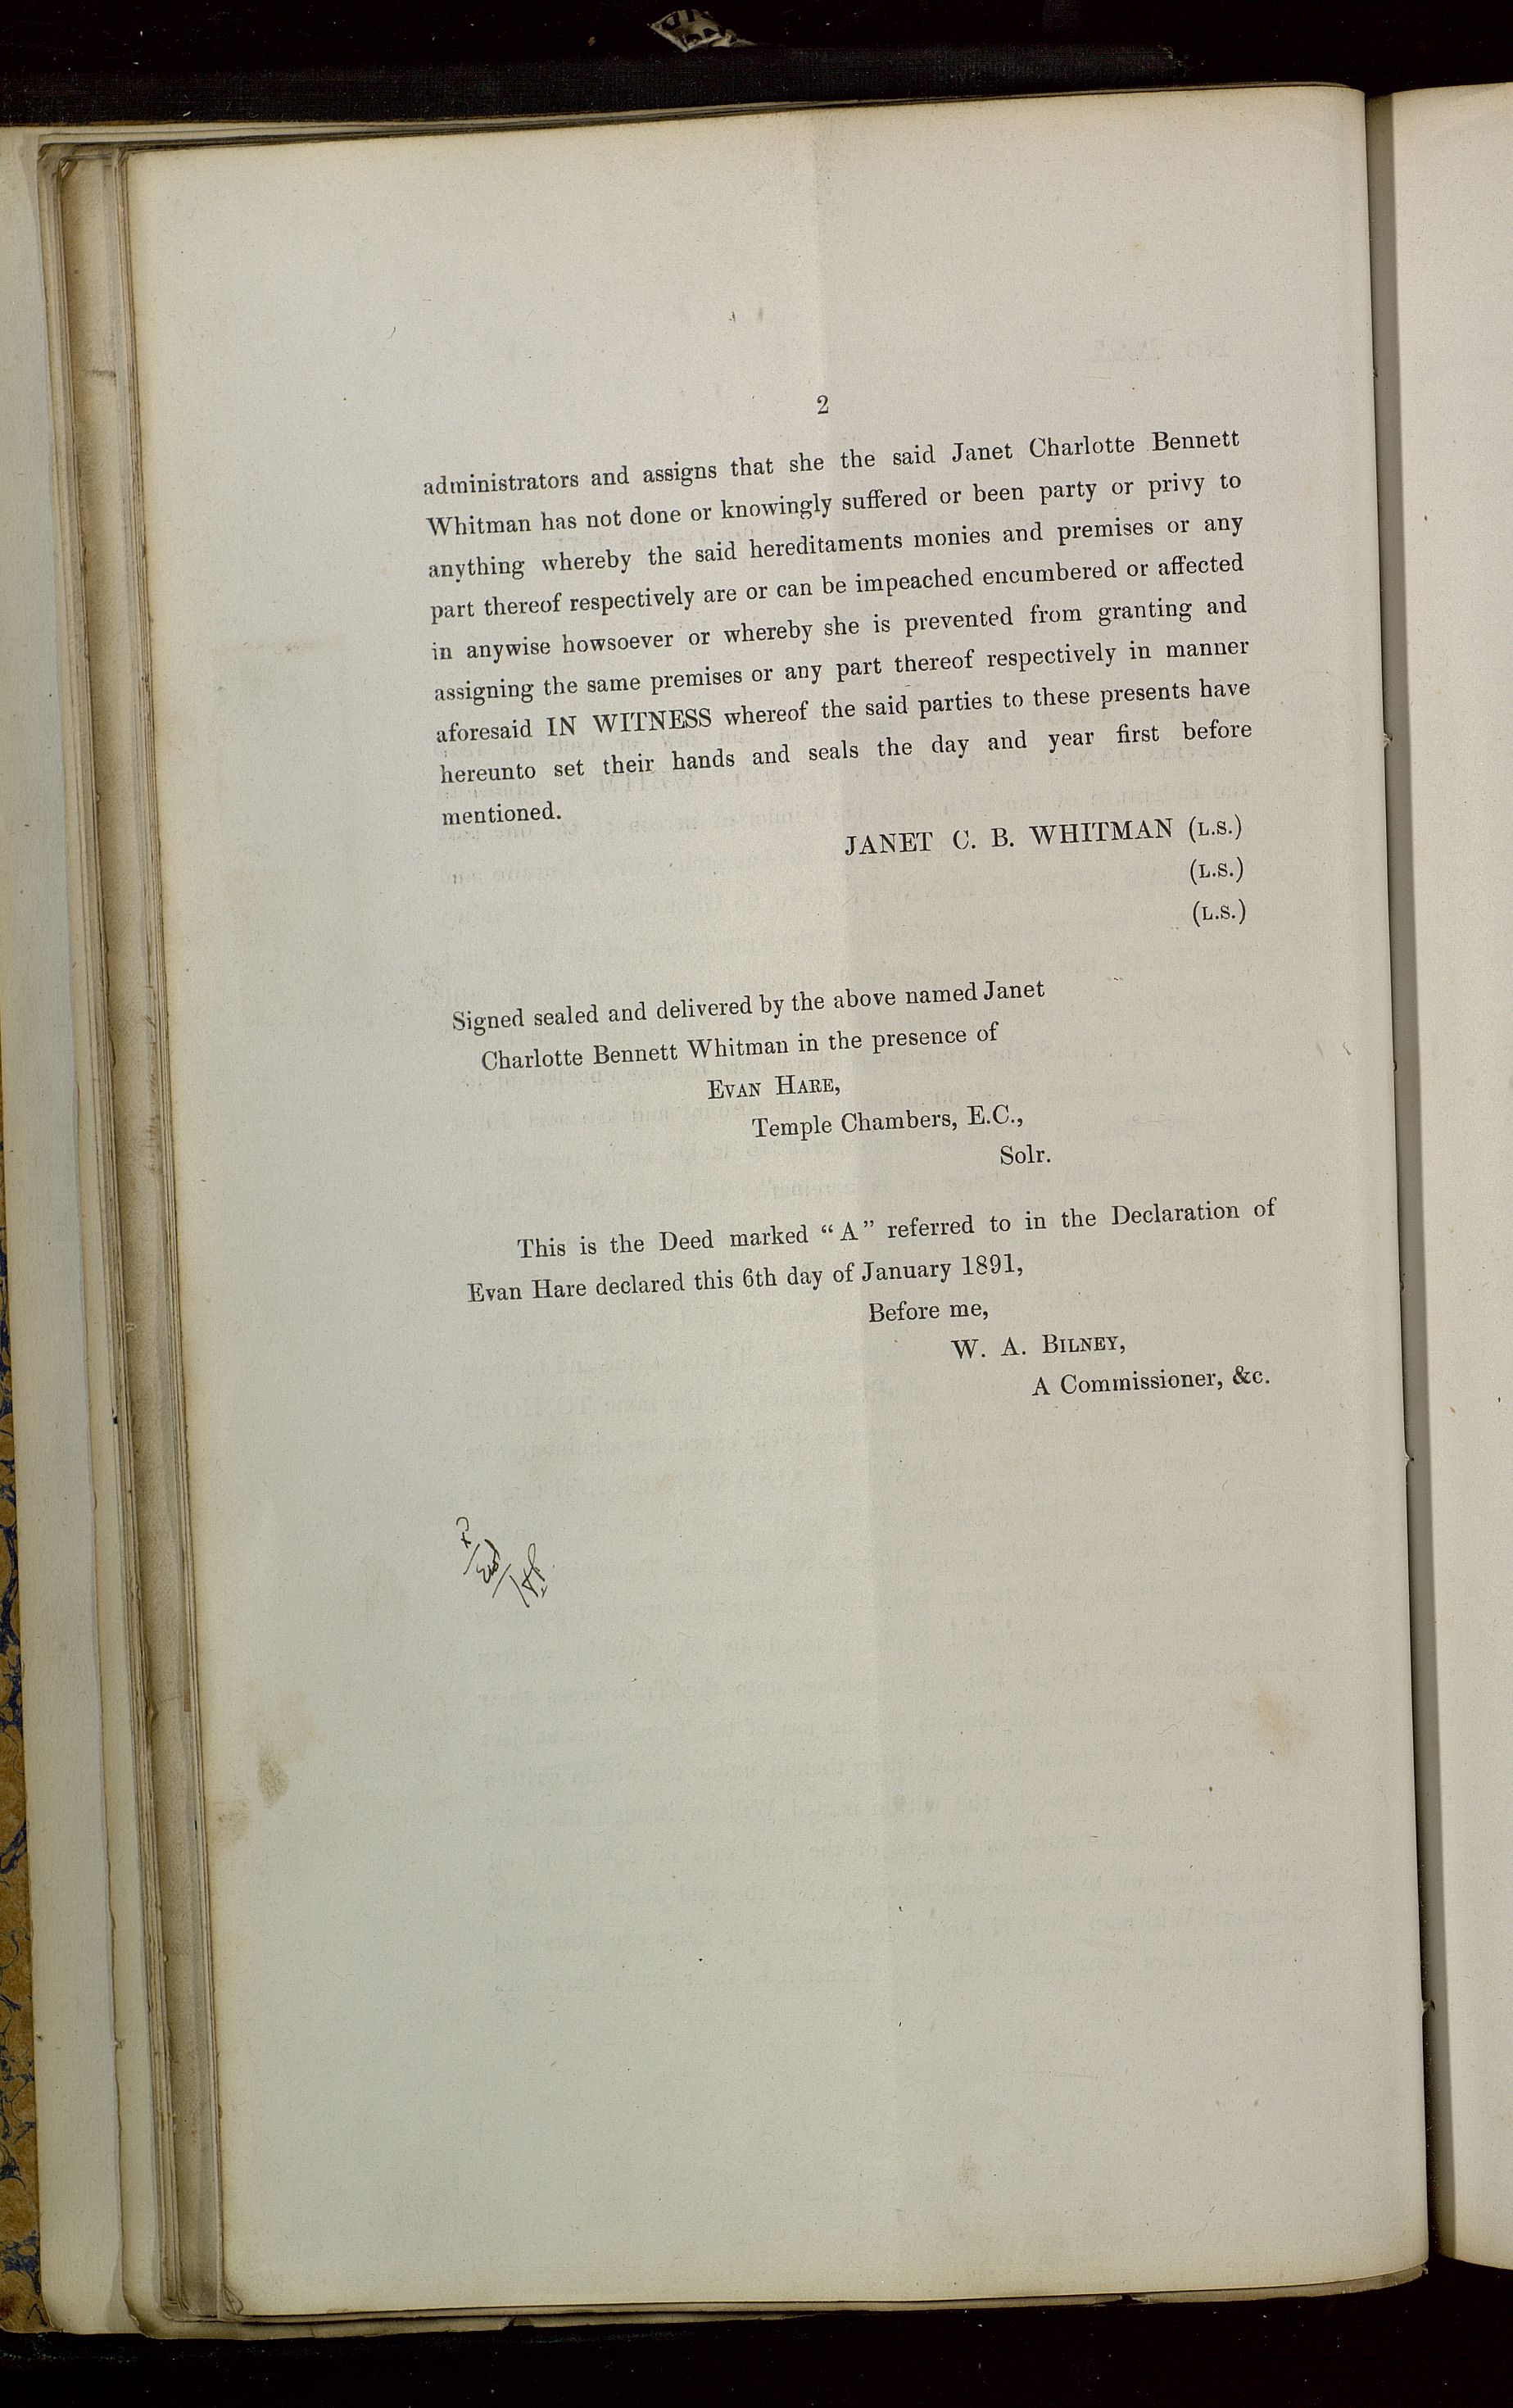 2
administrators and assigns that she the said Janet Charlotte Bennett
Whitman has not done or knowingly suffered or been party or privy to
anything whereby the said hereditaments monies and premises or any
part thereof respectively are or can be impeached encumbered or affected
in anywise howsoever or whereby she is prevented from granting and
assigning the same premises or any part thereof respectively in manner
aforesaid IN WITNESS whereof the said parties to these presents have
hereunto set their hands and seals the day and year first before
mentioned.
JANET C. B. WHITMAN (L.S.)
(L.S.)
(L.S.)
Signed sealed and delivered by the above named Janet
Charlotte Bennett Whitman in the presence of
EVAN HARE,
Temple Chambers, E.C.,
Solr.
This is the Deed marked “A” referred to in the Declaration of
Evan Hare declared this 6th day of January 1891,
Before me,
W. A. BILNEY,
A Commissioner, &c.